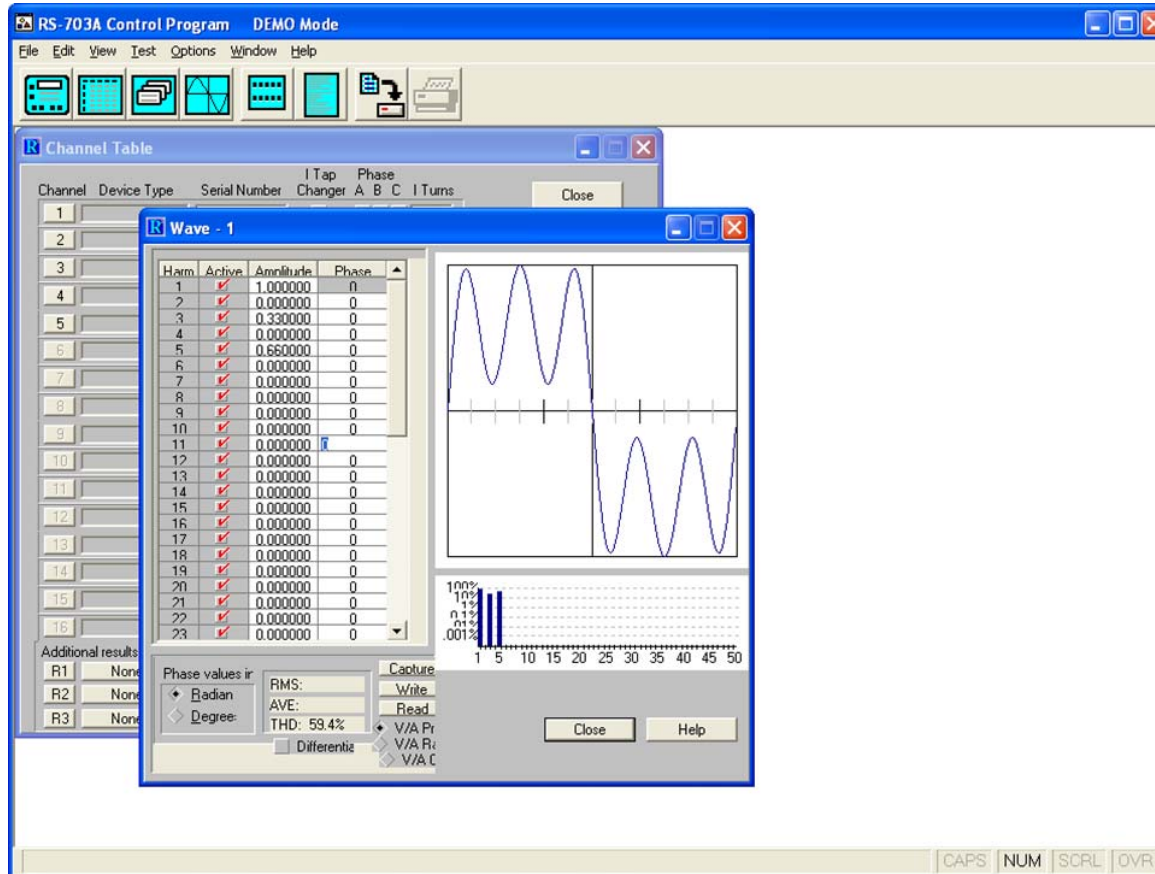 RS-703A Control Program DEMO Mode
File Edit View Test Options Window Help
Channel Table
I Tap Phase
Channel Device Type Serial Number Changer A B C I Turns
Close
1
2
3
4
5
6
7
8
9
10
11
12
13
14
15
16
Additional results
R1 None
R2 None
R3 None
Wave - 1
Harm Active Amplitude Phase
1 1.000000 0
2 0.000000 0
3 0.330000 0
4 0.000000 0
5 0.660000 0
6 0.000000 0
7 0.000000 0
8 0.000000 0
9 0.000000 0
10 0.000000 0
11 0.000000 0
12 0.000000 0
13 0.000000 0
14 0.000000 0
15 0.000000 0
16 0.000000 0
17 0.000000 0
18 0.000000 0
19 0.000000 0
20 0.000000 0
21 0.000000 0
22 0.000000 0
23 0.000000 0
100%
10%
1%
0.1%
.01%
.001%
1 5 10 15 20 25 30 35 40 45 50
Phase values ir
Radian
Degree:
RMS:
AVE:
THD: 59.4%
Differentia
Capture
Write
Read
V/A Pr
V/A Ra
V/A C
Close Help
CAPS NUM SCRL OVR